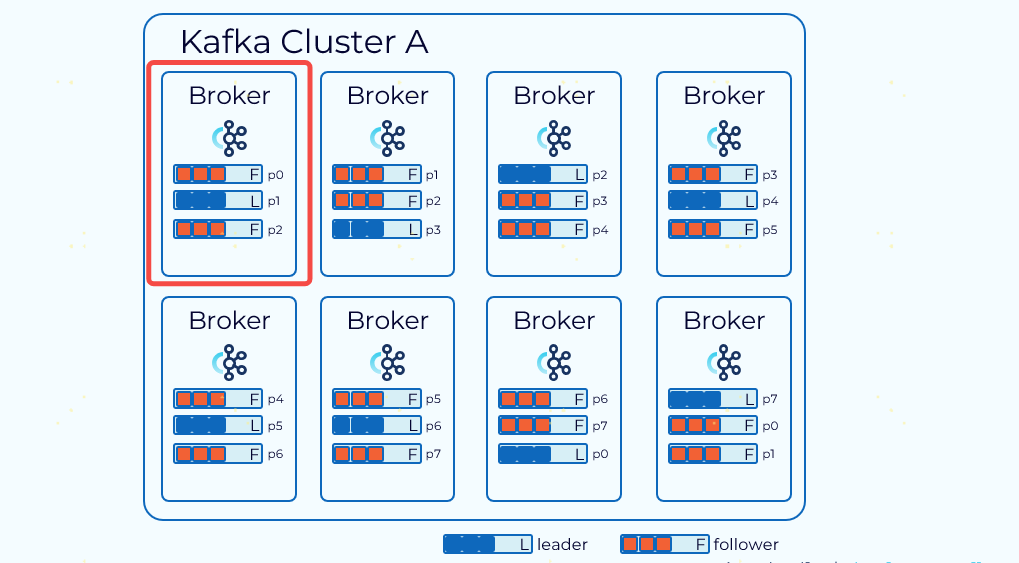 Kafka Cluster A
Broker
F p0
L p1
F p2
Broker
F p1
F p2
L p3
Broker
L p2
F p3
F p4
Broker
F p3
L p4
F p5
Broker
F p4
L p5
F p6
Broker
F p5
L p6
F p7
Broker
F p6
F p7
L p0
Broker
L p7
F p0
F p1
L leader
F follower